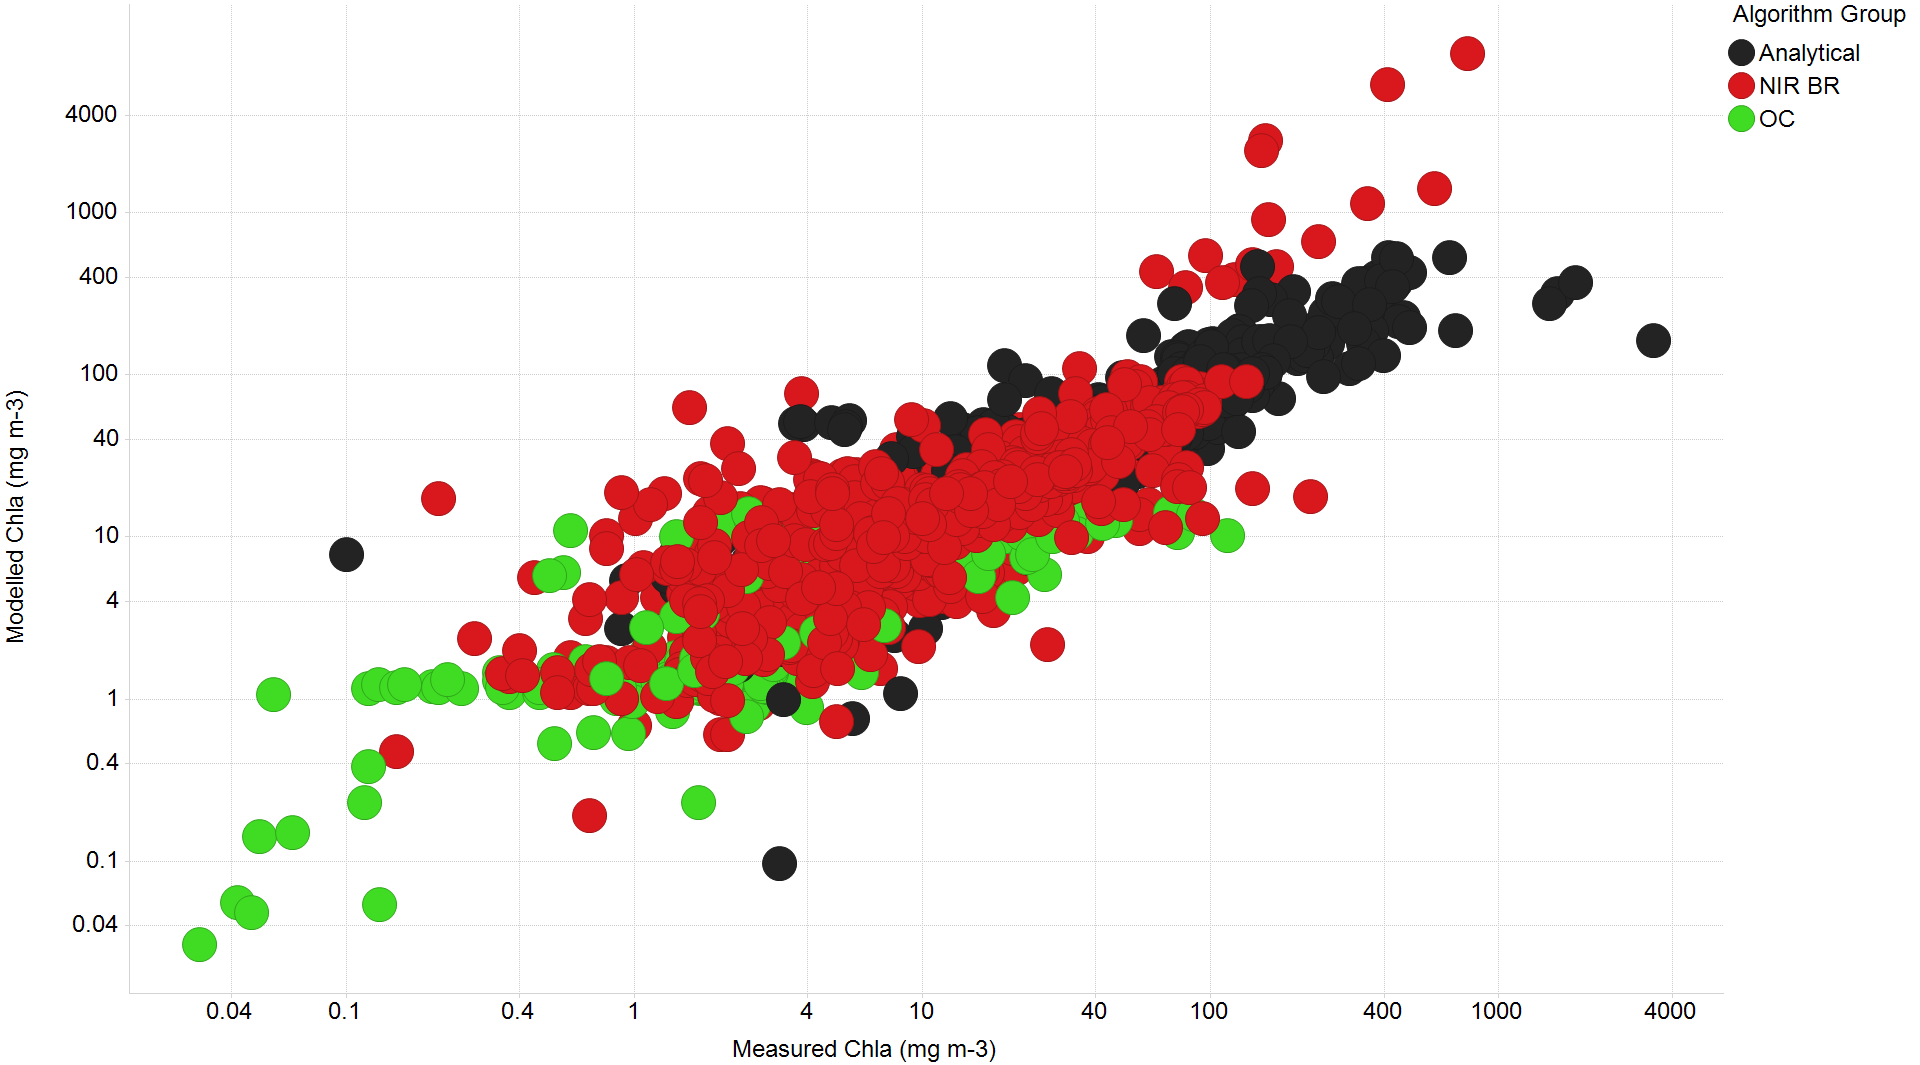 Algorithm Group
Analytical
NIR BR
OC
Modelled Chla (mg m-3)
4000
1000
400
100
40
10
4
1
0.4
0.1
0.04
0.04 0.1 0.4 1 4 10 40 100 400 1000 4000
Measured Chla (mg m-3)